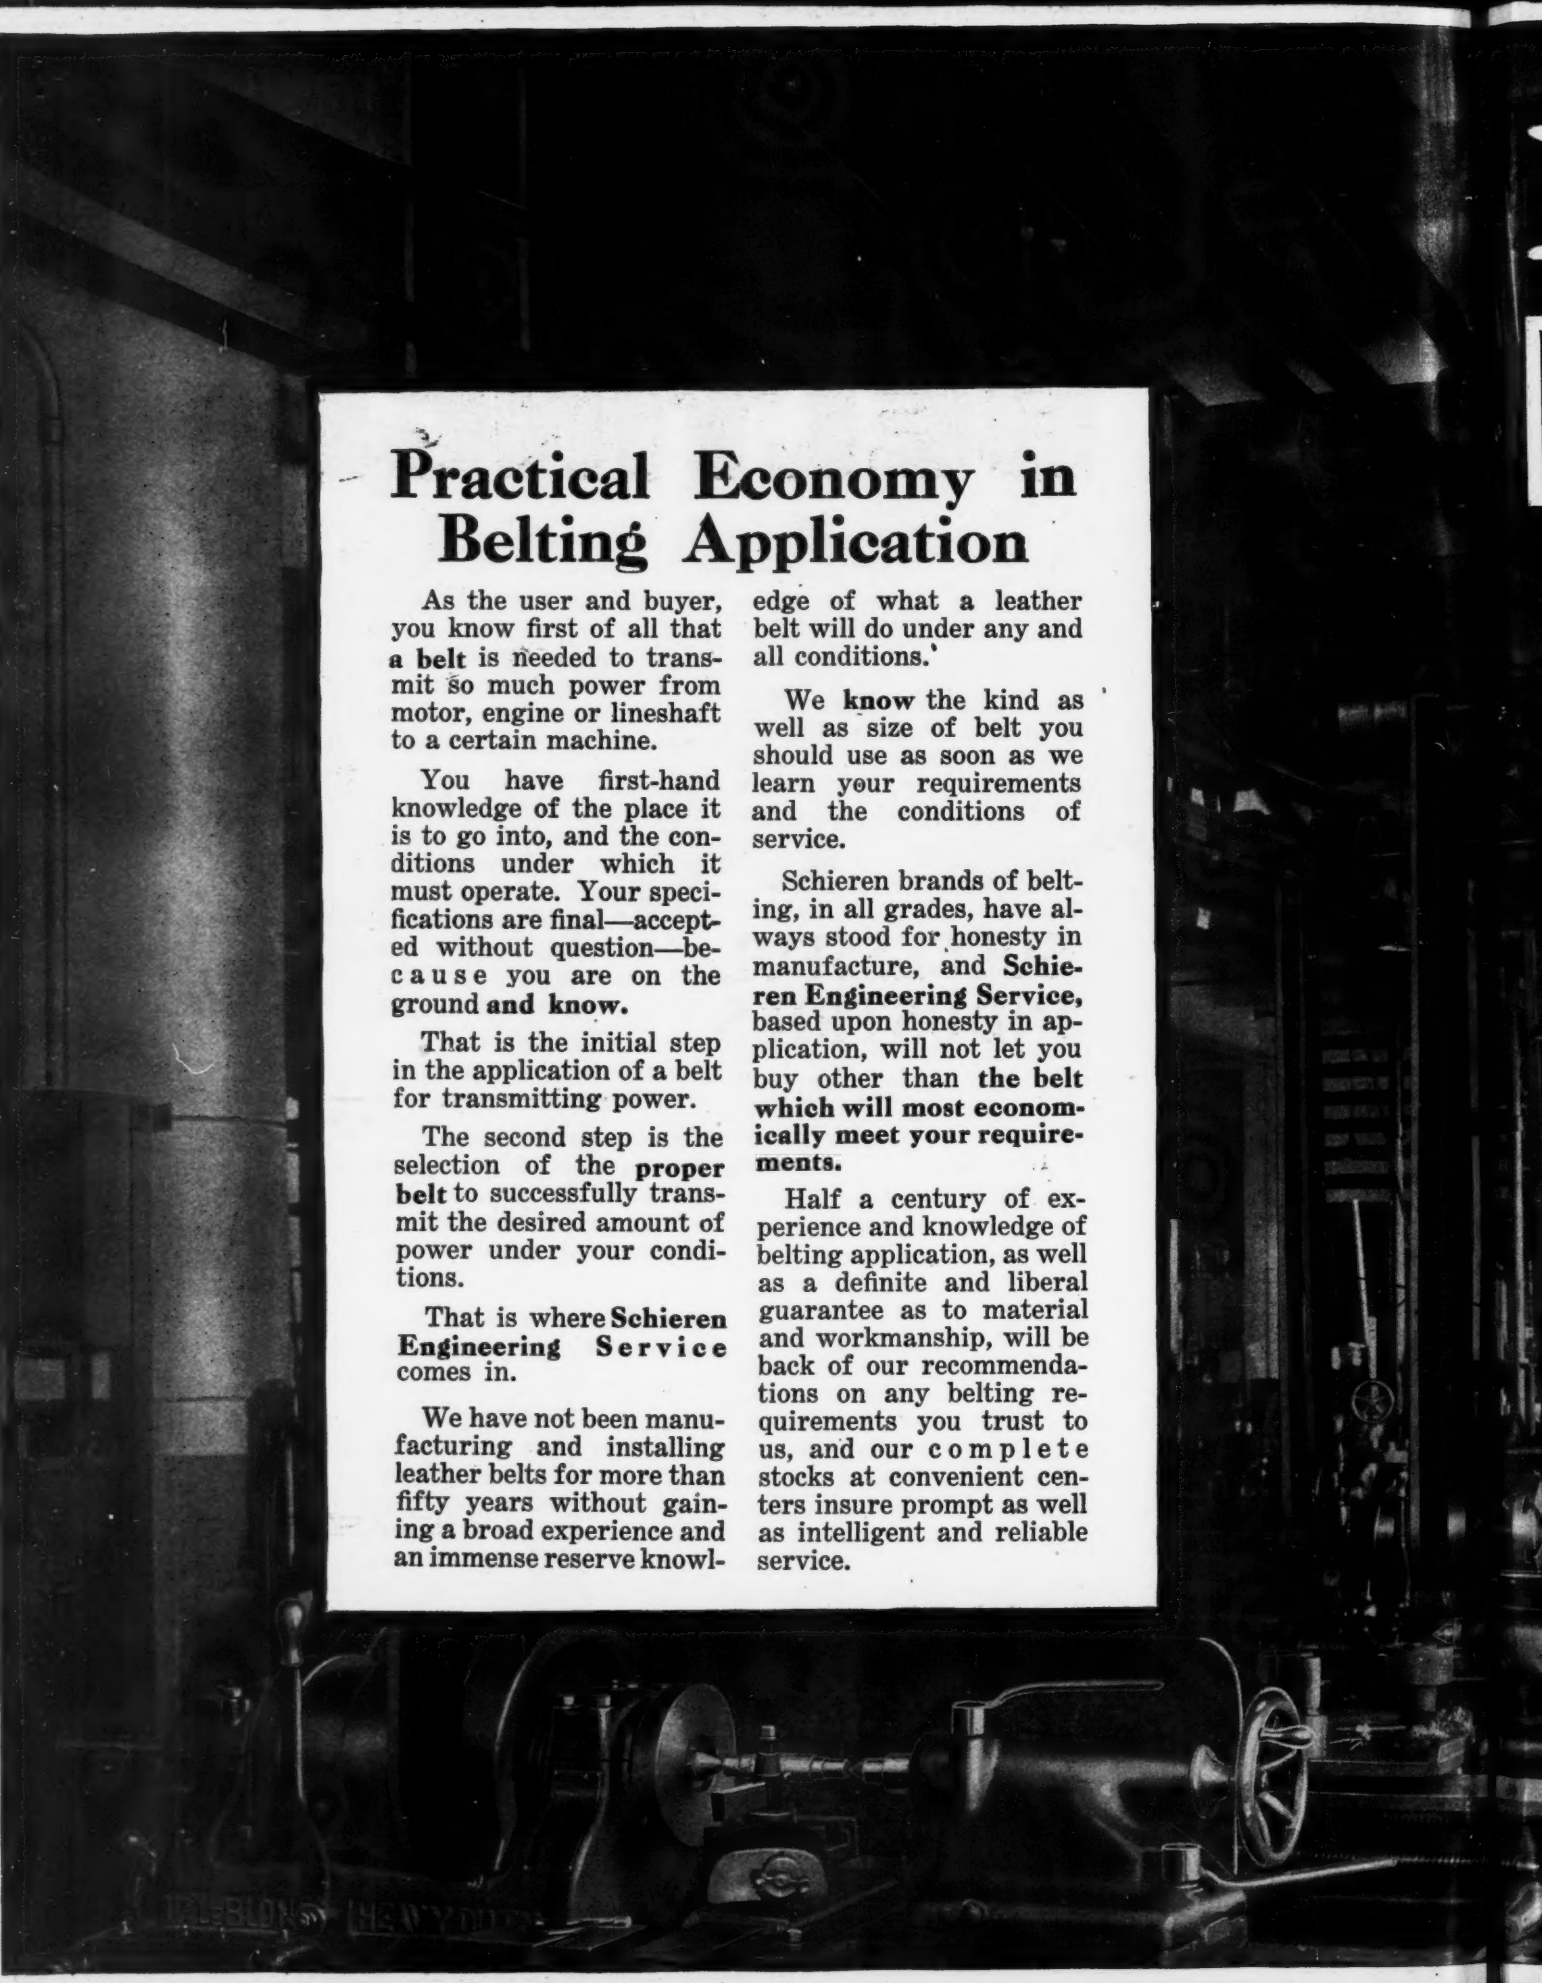 Practical Economy in
Belting Application
As the user and buyer,
you know first of all that
a belt is needed to trans-
mit so much power from
motor, engine or lineshaft
to a certain machine.
You have first-hand
knowledge of the place it
is to go into, and the con-
ditions under which it
must operate. Your speci-
fications are final—accept-
ed without question—be-
cause you are on the
ground and know.
That is the initial step
in the application of a belt
for transmitting power.
The second step is the
selection of the proper
belt to successfully trans-
mit the desired amount of
power under your condi-
tions.
That is where Schieren
Engineering Service
comes in.
We have not been manu-
facturing and installing
leather belts for more than
fifty years without gain-
ing a broad experience and
an immense reserve knowl-
edge of what a leather
belt will do under any and
all conditions.
We know the kind as
well as size of belt you
should use as soon as we
learn your requirements
and the conditions of
service.
Schieren brands of belt-
ing, in all grades, have al-
ways stood for honesty in
manufacture, and Schie-
ren Engineering Service,
based upon honesty in ap-
plication, will not let you
buy other than the belt
which will most econom-
ically meet your require-
ments.
Half a century of ex-
perience and knowledge of
belting application, as well
as a definite and liberal
guarantee as to material
and workmanship, will be
back of our recommenda-
tions on any belting re-
quirements you trust to
us, and our complete
stocks at convenient cen-
ters insure prompt as well
as intelligent and reliable
service.
HEAVY DUTY